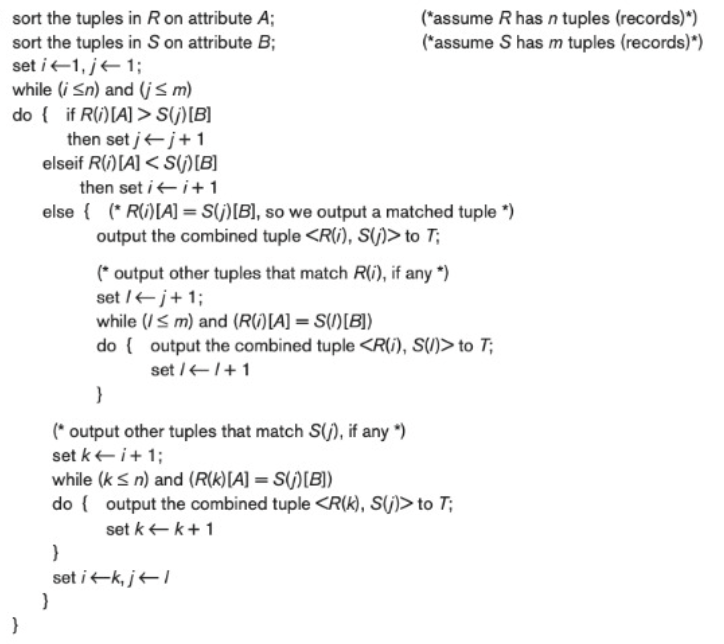 sort the tuples in R on attribute A; (*assume R has n tuples (records)*)
sort the tuples in S on attribute B; (*assume S has m tuples (records)*)
set i ←1, j ← 1;
while (i ≤n) and (j ≤ m)
do { if R(i)[A] > S(j)[B]
then set j ← j + 1
elseif R(i)[A] < S(j)[B]
then set i ← i + 1
else { (* R(i)[A] = S(j)[B], so we output a matched tuple *)
output the combined tuple <R(i), S(j)> to T;
(* output other tuples that match R(i), if any *)
set l ← j + 1;
while (l ≤ m) and (R(i)[A] = S(l)[B])
do { output the combined tuple <R(i), S(l)> to T;
set l ← l + 1
}
(* output other tuples that match S(j), if any *)
set k ← i + 1;
while (k ≤ n) and (R(k)[A] = S(j)[B])
do { output the combined tuple <R(k), S(j)> to T;
set k ← k + 1
}
set i ←k, j ← l
}
}